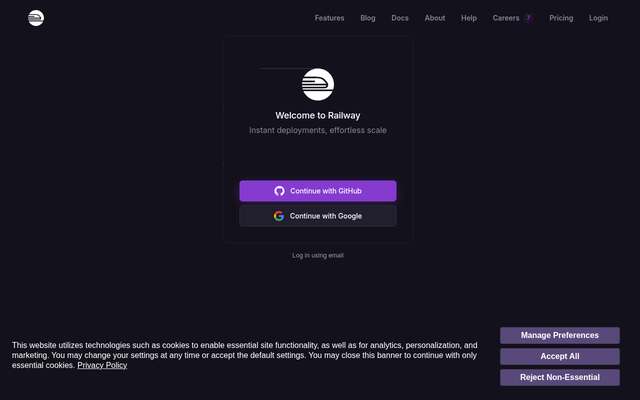 Features Blog Docs About Help Careers 7 Pricing Login
Welcome to Railway
Instant deployments, effortless scale
Continue with GitHub
Continue with Google
Log in using email
This website utilizes technologies such as cookies to enable essential site functionality, as well as for analytics, personalization, and
marketing. You may change your settings at any time or accept the default settings. You may close this banner to continue with only
essential cookies. Privacy Policy
Manage Preferences
Accept All
Reject Non-Essential